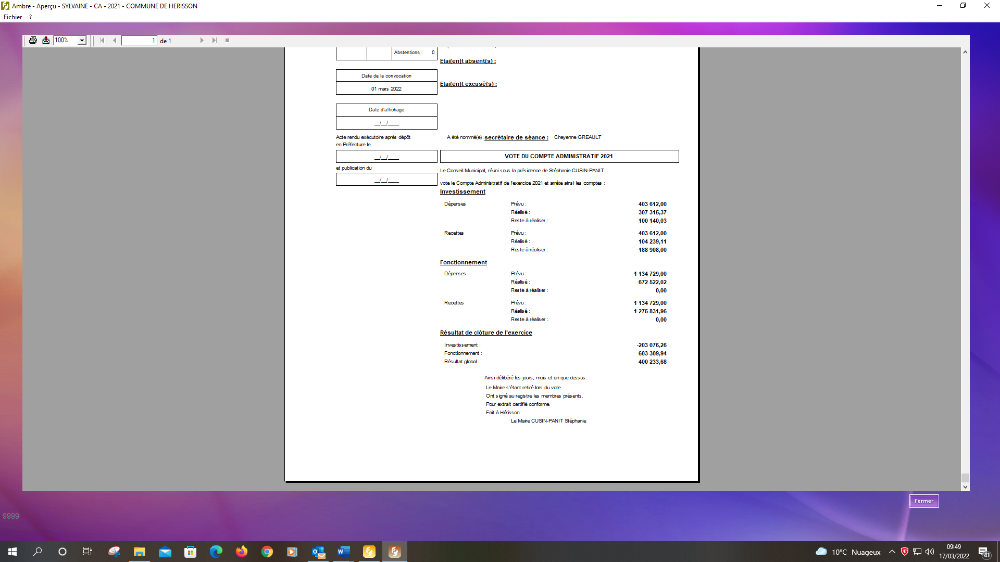 Ambre - Aperçu - SYLVAINE - CA - 2021 - COMMUNE DE HERISSON
Fichier ?
100% 1 de 1
Abstentions : 0
Etai(en)t absent(s) :
Date de la convocation
01 mars 2022
Etai(en)t excusé(s) :
Date d'affichage
__/__/____
Acte rendu exécutoire après dépôt
en Préfecture le
__/__/____
et publication du
__/__/____
A été nommé(e) secrétaire de séance : Cheyenne GREAULT
VOTE DU COMPTE ADMINISTRATIF 2021
Le Conseil Municipal, réuni sous la présidence de Stéphanie CUSIN-PANIT
vote le Compte Administratif de l'exercice 2021 et arrête ainsi les comptes :
Investissement
Dépenses Prévu : 403 612,00
Réalisé : 307 315,37
Reste à réaliser : 100 140,03
Recettes Prévu : 403 612,00
Réalisé : 104 239,11
Reste à réaliser : 188 908,00
Fonctionnement
Dépenses Prévu : 1 134 729,00
Réalisé : 672 522,02
Reste à réaliser : 0,00
Recettes Prévu : 1 134 729,00
Réalisé : 1 275 831,96
Reste à réaliser : 0,00
Résultat de clôture de l'exercice
Investissement : -203 076,26
Fonctionnement : 603 309,94
Résultat global : 400 233,68
Ainsi délibéré les jours, mois et an que dessus.
Le Maire s'étant retiré lors du vote.
Ont signé au registre les membres présents.
Pour extrait certifié conforme.
Fait à Hérisson
Le Maire CUSIN-PANIT Stéphanie
Fermer
9999
10°C Nuageux
09:49
17/03/2022
41